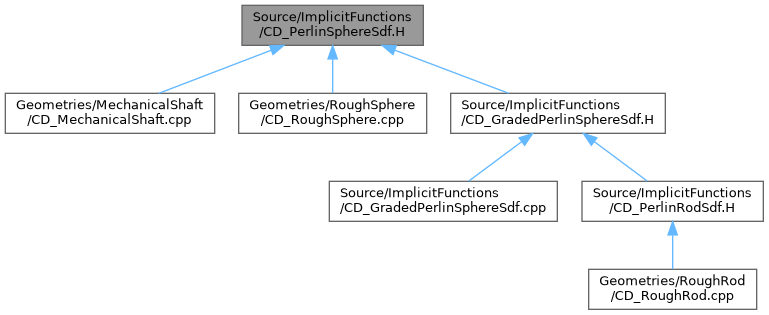 Source/ImplicitFunctions
/CD_PerlinSphereSdf.H
Geometries/MechanicalShaft
/CD_MechanicalShaft.cpp
Geometries/RoughSphere
/CD_RoughSphere.cpp
Source/ImplicitFunctions
/CD_GradedPerlinSphereSdf.H
Source/ImplicitFunctions
/CD_GradedPerlinSphereSdf.cpp
Source/ImplicitFunctions
/CD_PerlinRodSdf.H
Geometries/RoughRod
/CD_RoughRod.cpp